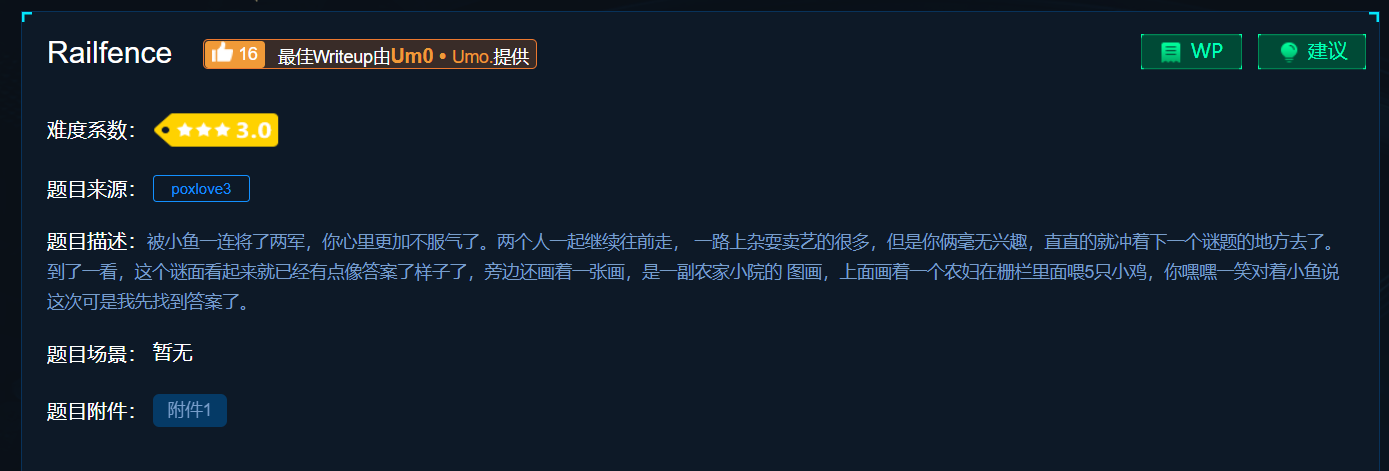 Railfence 16 最佳Writeup由Um0 • Umo.提供 WP 建议
难度系数： 3.0
题目来源： poxlove3
题目描述：被小鱼一连将了两军，你心里更加不服气了。两个人一起继续往前走， 一路上杂耍卖艺的很多，但是你俩毫无兴趣，直直的就冲着下一个谜题的地方去了。
到了一看，这个谜面看起来就已经有点像答案了样子了，旁边还画着一张画，是一副农家小院的 图画，上面画着一个农妇在栅栏里面喂5只小鸡，你嘿嘿一笑对着小鱼说
这次可是我先找到答案了。
题目场景： 暂无
题目附件： 附件1